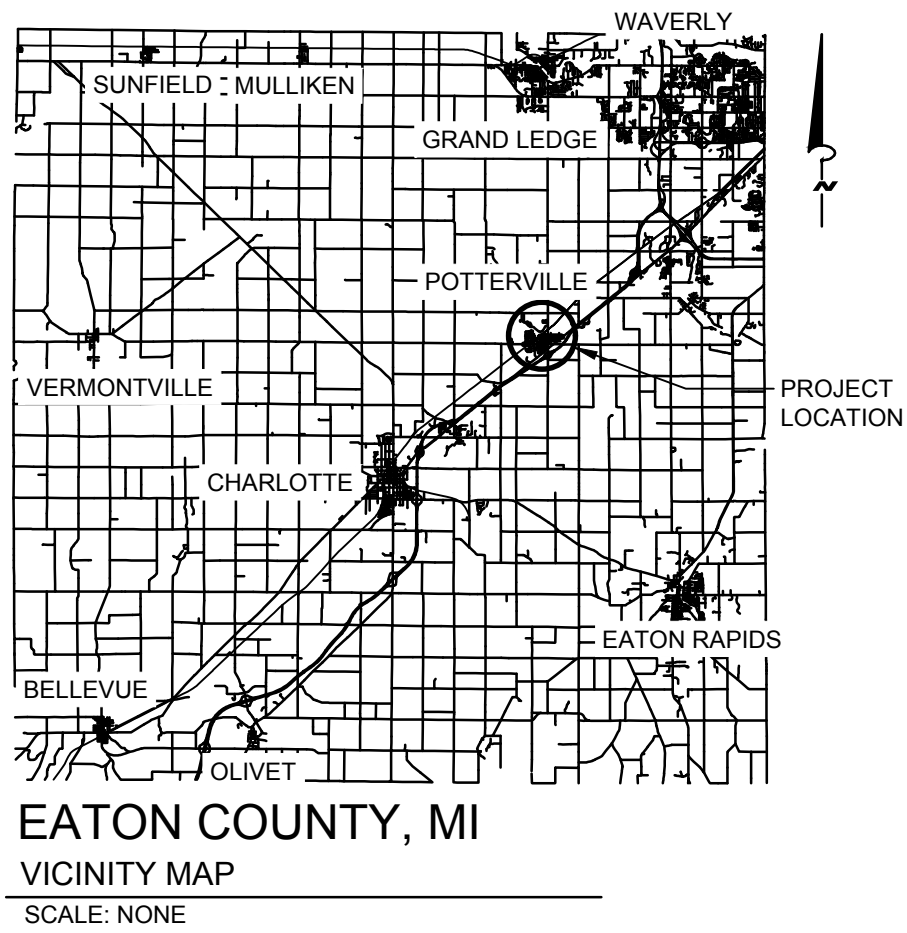 WAVERLY
SUNFIELD
MULLIKEN
GRAND LEDGE
N
POTTERVILLE
VERMONTVILLE
PROJECT
LOCATION
CHARLOTTE
EATON RAPIDS
BELLEVUE
OLIVET
EATON COUNTY, MI
VICINITY MAP
SCALE: NONE